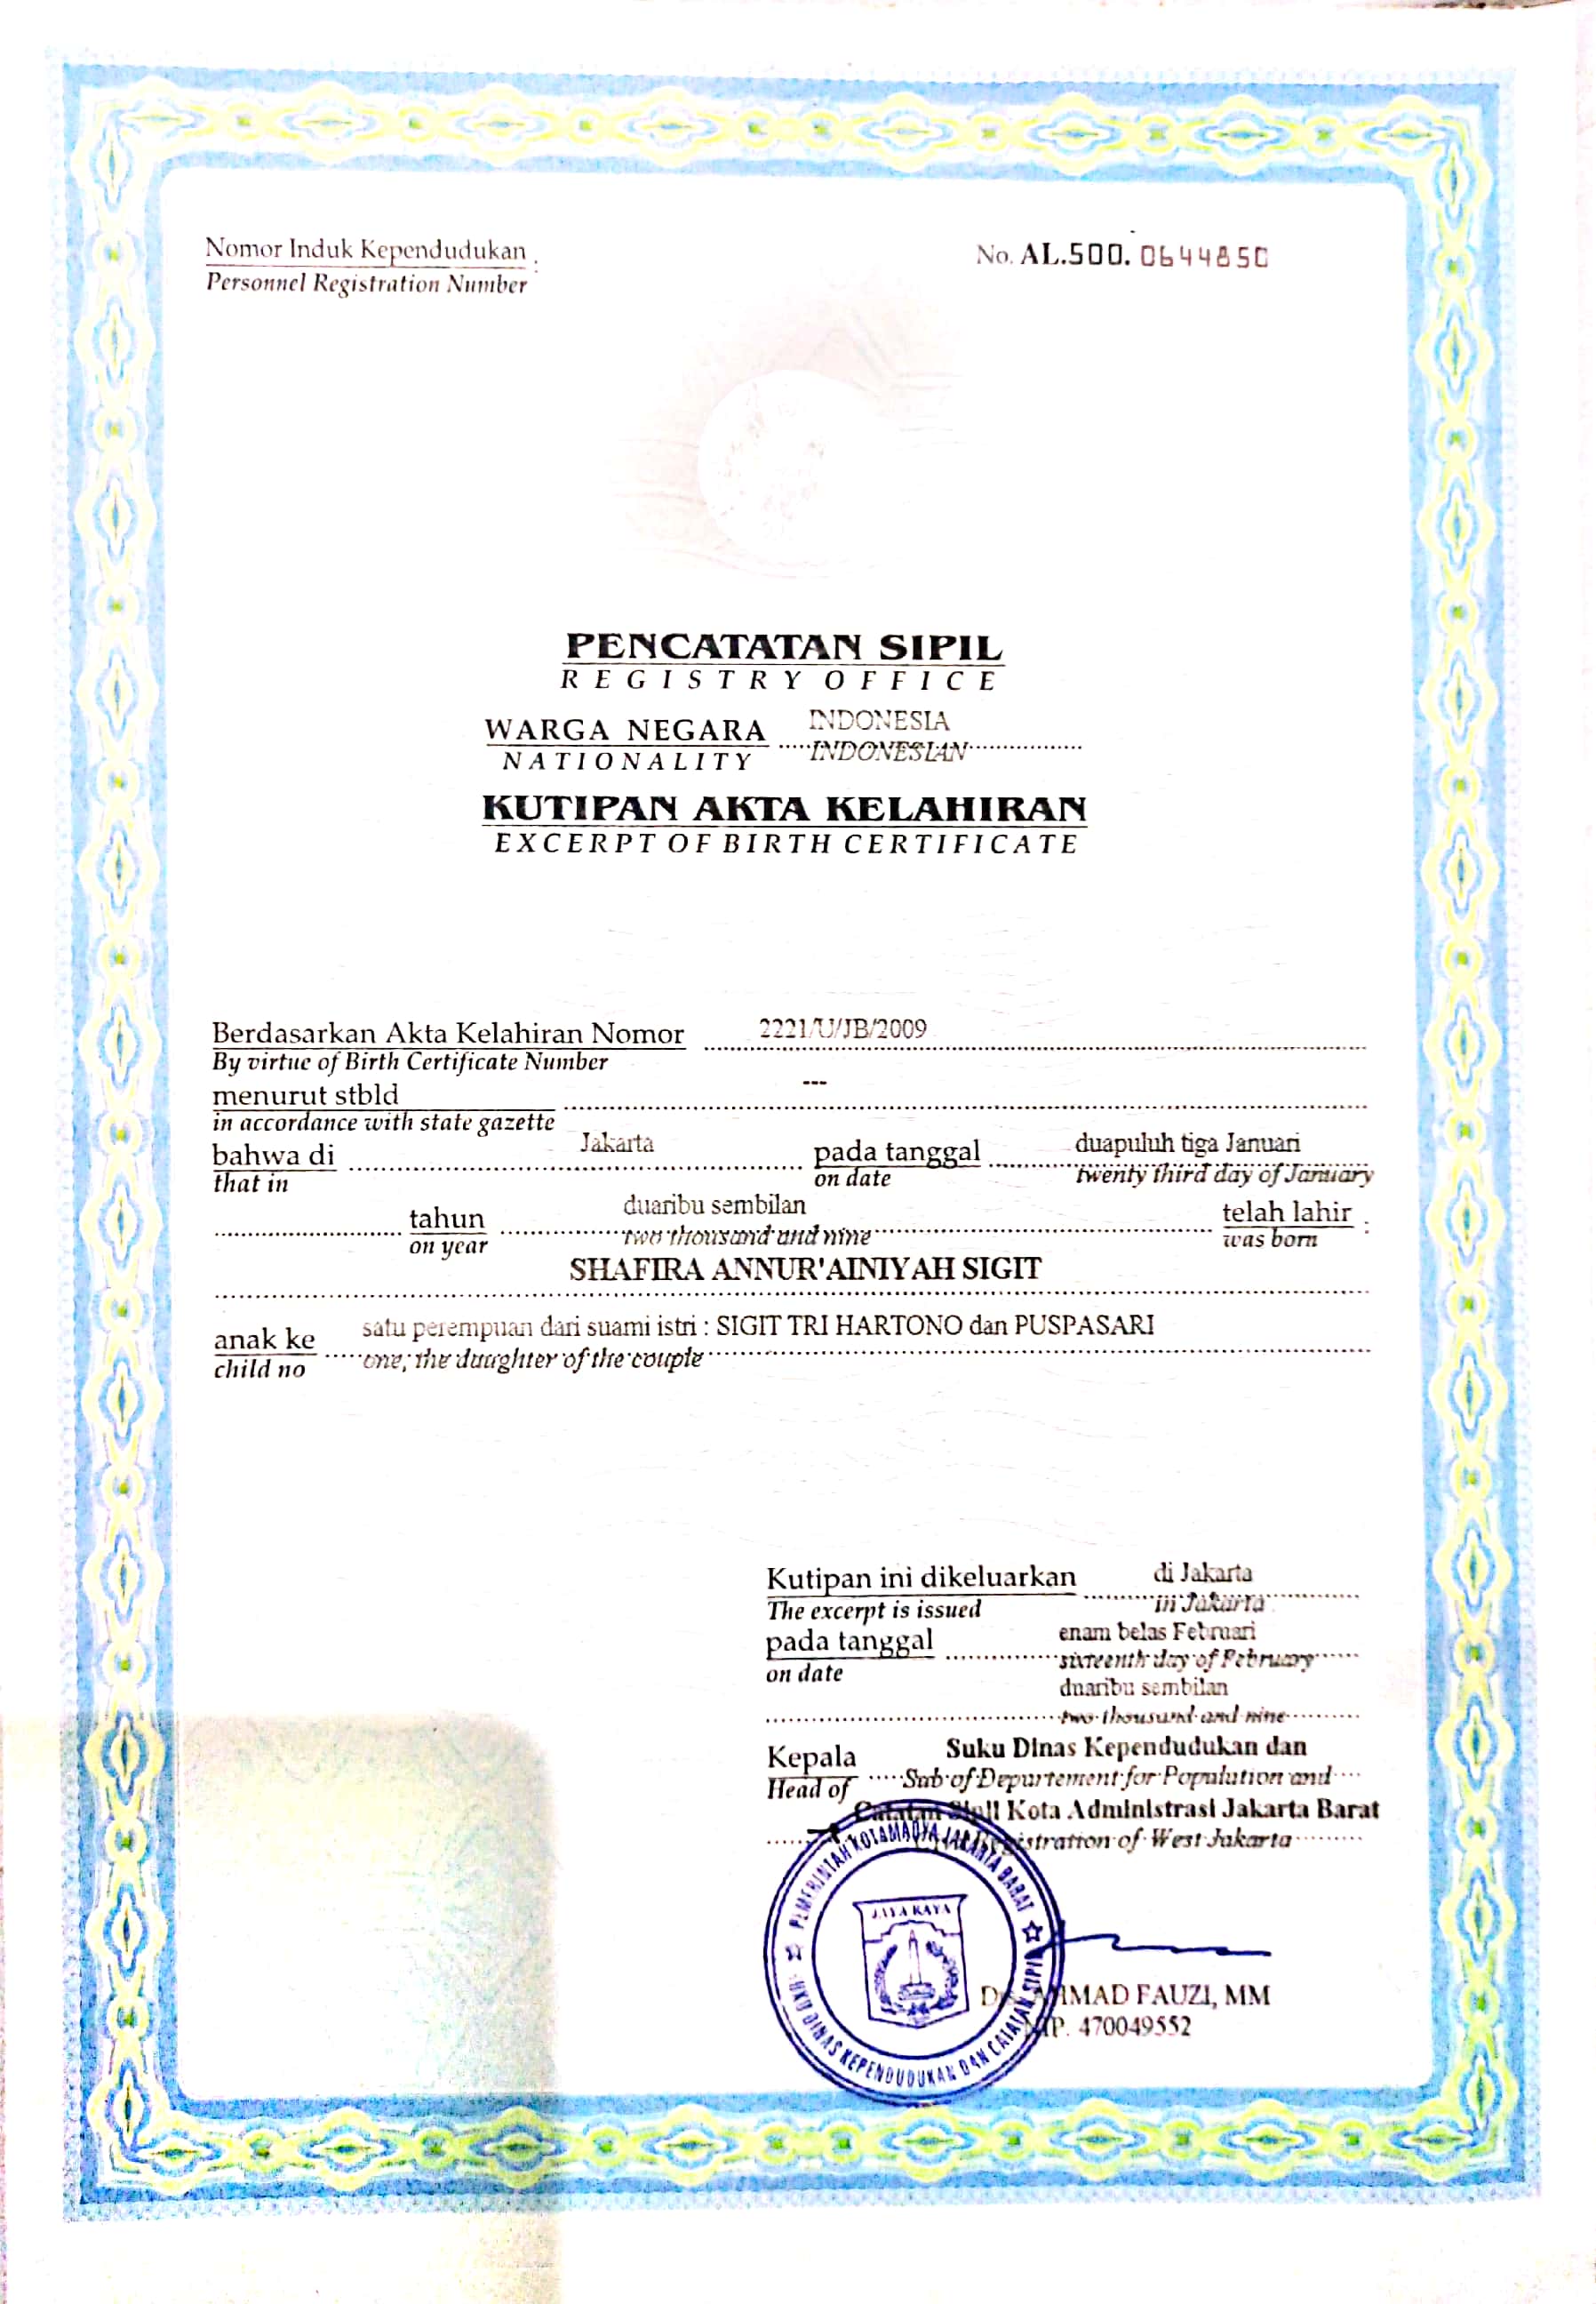 Nomor Induk Kependudukan : No. AL.500. 0644850
Personnel Registration Number
PENCATATAN SIPIL
REGISTRY OFFICE
WARGA NEGARA INDONESIA
NATIONALITY INDONESIAN
KUTIPAN AKTA KELAHIRAN
EXCERPT OF BIRTH CERTIFICATE
Berdasarkan Akta Kelahiran Nomor 2221/U/JB/2009
By virtue of Birth Certificate Number
menurut stbld ---
in accordance with state gazette
bahwa di Jakarta pada tanggal duapuluh tiga Januari
that in on date twenty third day of January
tahun duaribu sembilan telah lahir :
on year two thousand and nine was born
SHAFIRA ANNUR'AINIYAH SIGIT
anak ke satu perempuan dari suami istri : SIGIT TRI HARTONO dan PUSPASARI
child no one, the daughter of the couple
Kutipan ini dikeluarkan di Jakarta
The excerpt is issued in Jakarta
pada tanggal enam belas Februari
on date sixteenth day of February
duaribu sembilan
two thousand and nine
Kepala Suku Dinas Kependudukan dan
Head of Sub of Departement for Population and
Catatan Sipil Kota Administrasi Jakarta Barat
Registration of West Jakarta
PEMERINTAH KOTAMADYA JAKARTA BARAT
JAYA RAYA
SUKU DINAS KEPENDUDUKAN DAN CATATAN SIPIL
AHMAD FAUZI, MM
NIP. 470049552